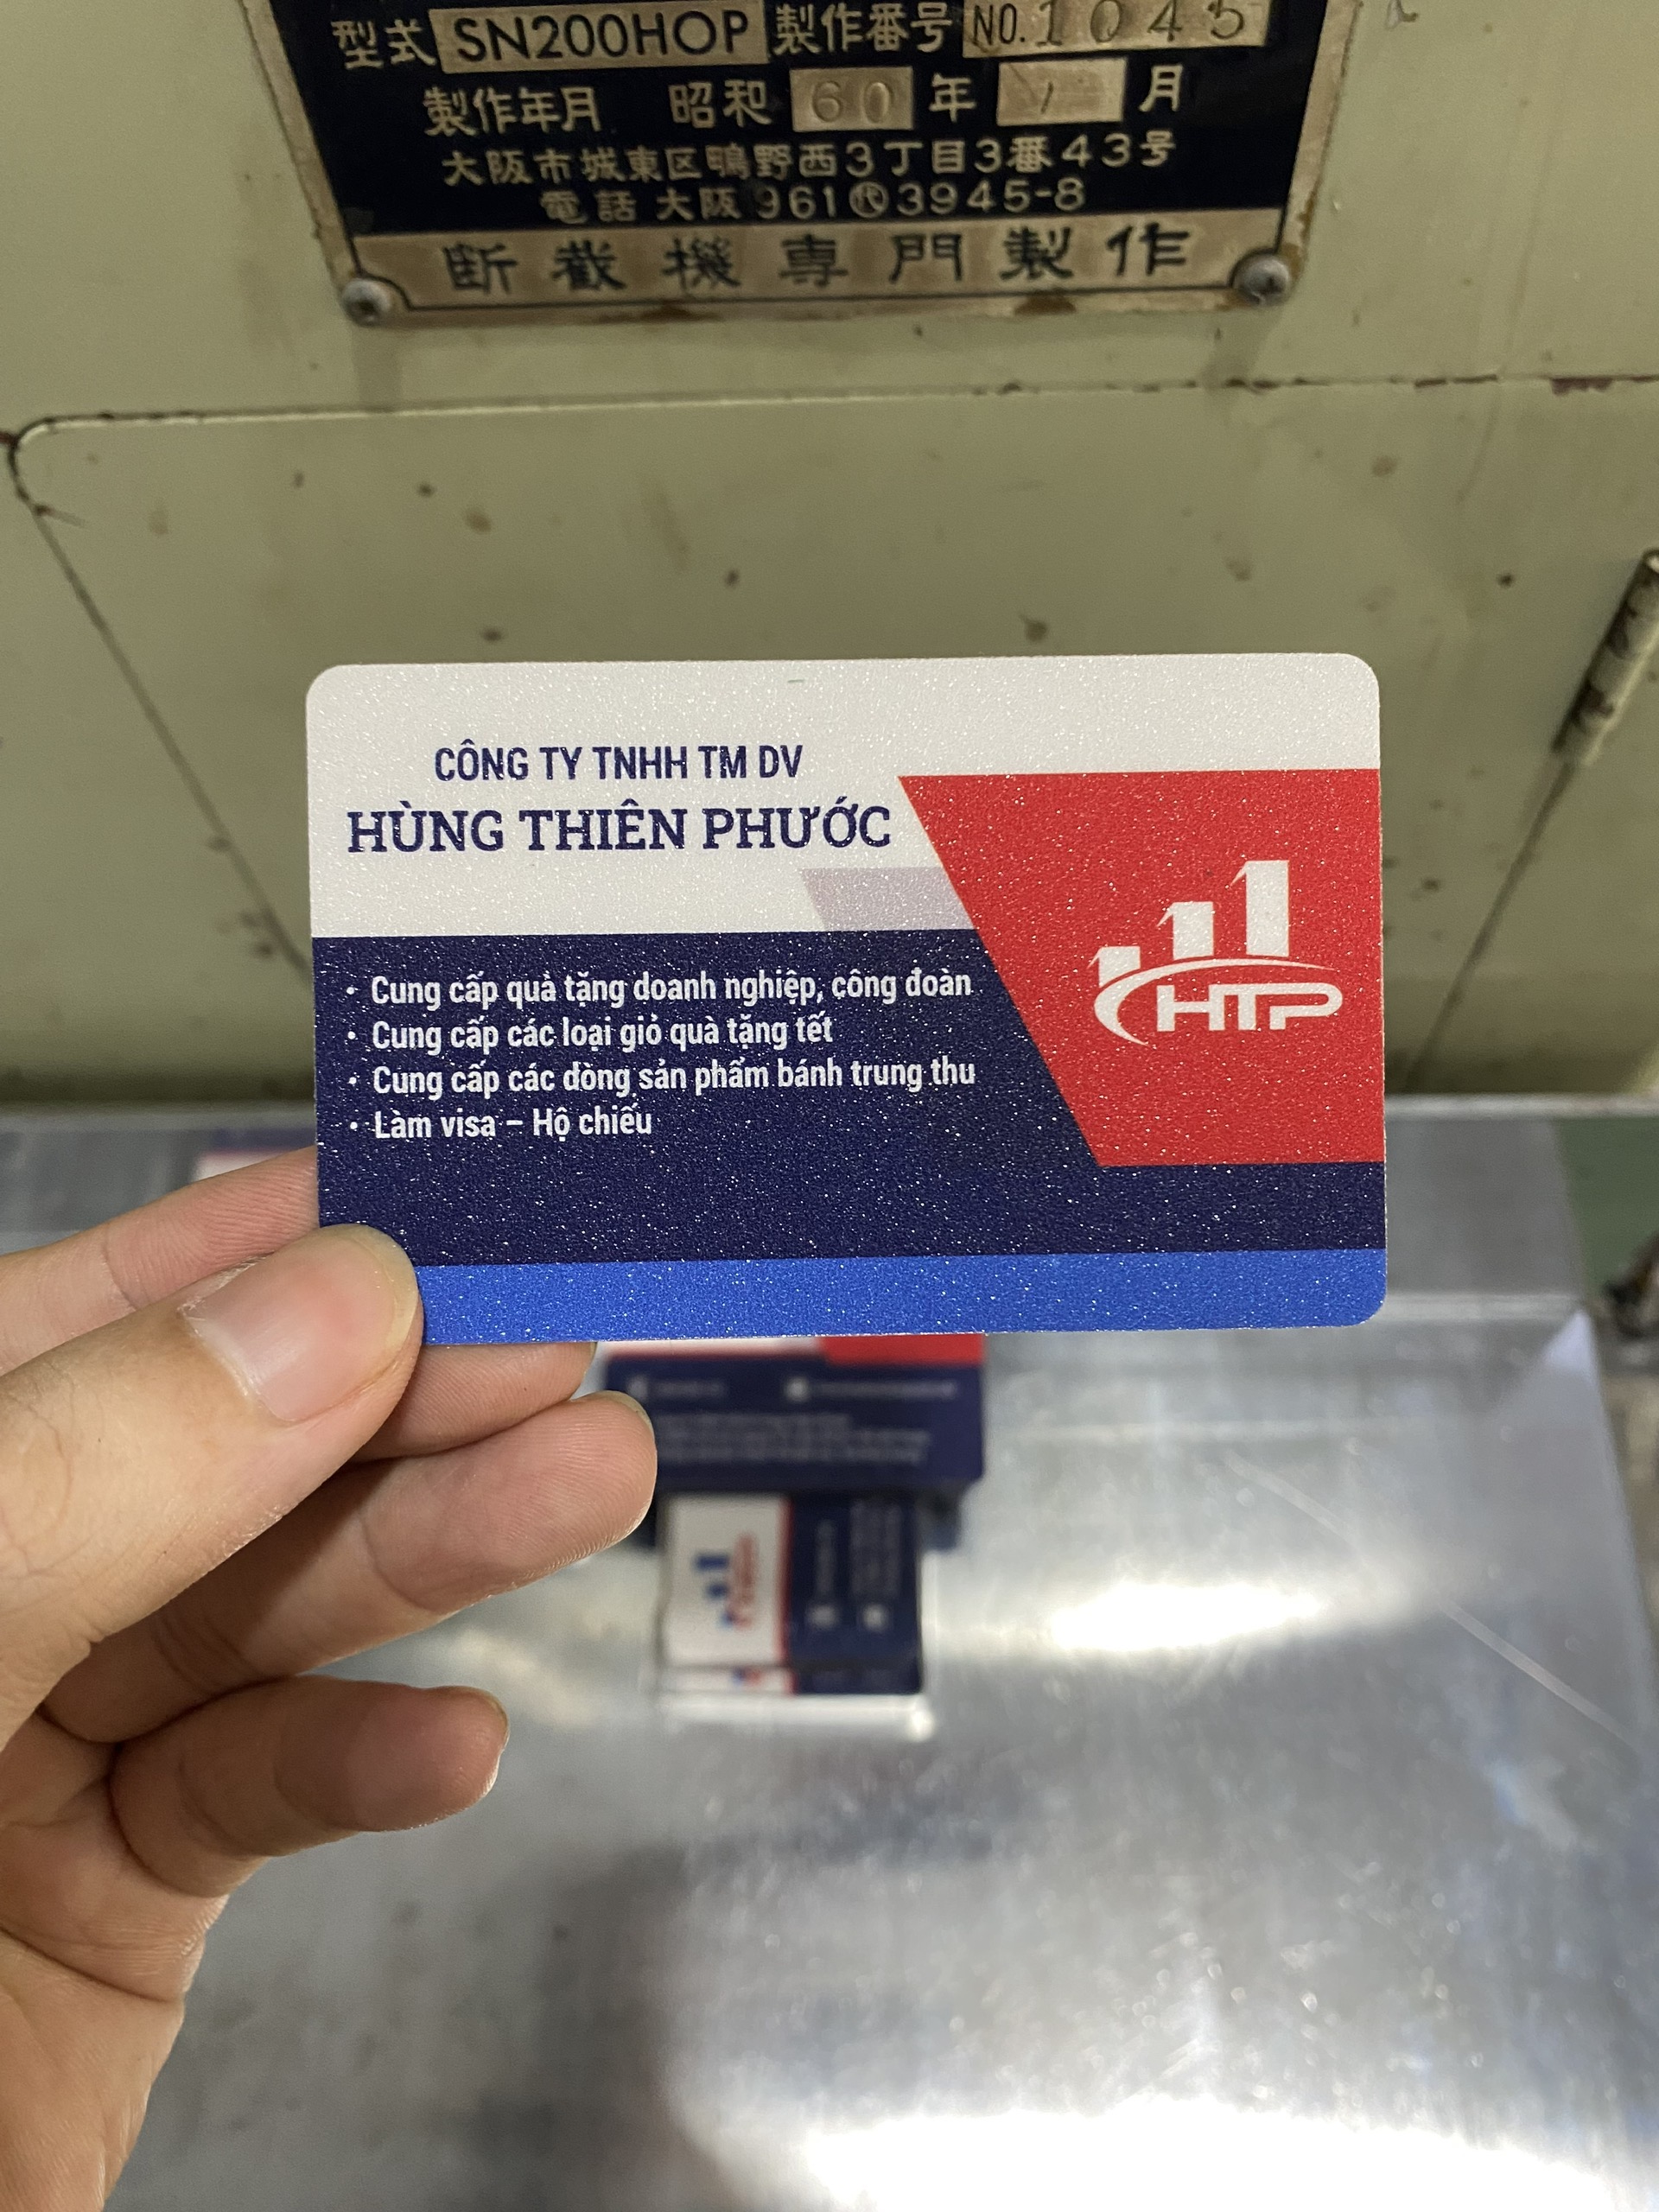 型式 SN200HOP 製作番号 NO.1045
製作年月 昭和 60年 1月
大阪市城東区鴫野西3丁目3番43号
電話 大阪 961㈹3945-8
断裁機専門製作
CÔNG TY TNHH TM DV
HÙNG THIÊN PHƯỚC
HTP
• Cung cấp quà tặng doanh nghiệp, công đoàn
• Cung cấp các loại giỏ quà tặng tết
• Cung cấp các dòng sản phẩm bánh trung thu
• Làm visa – Hộ chiếu